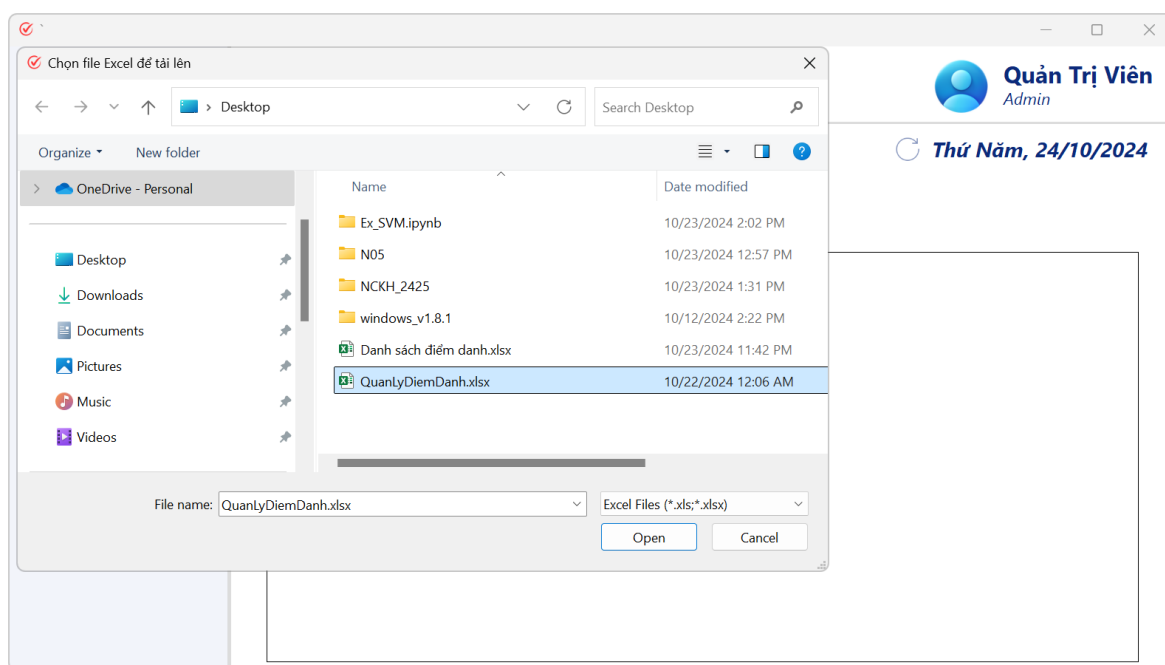 `
Chọn file Excel để tải lên
Quản Trị Viên
Admin
Desktop
Search Desktop
Organize
New folder
Thứ Năm, 24/10/2024
OneDrive - Personal
Desktop
Downloads
Documents
Pictures
Music
Videos
Name Date modified
Ex_SVM.ipynb 10/23/2024 2:02 PM
N05 10/23/2024 12:57 PM
NCKH_2425 10/23/2024 1:31 PM
windows_v1.8.1 10/12/2024 2:22 PM
Danh sách điểm danh.xlsx 10/23/2024 11:42 PM
QuanLyDiemDanh.xlsx 10/22/2024 12:06 AM
File name: QuanLyDiemDanh.xlsx Excel Files (*.xls;*.xlsx)
Open Cancel